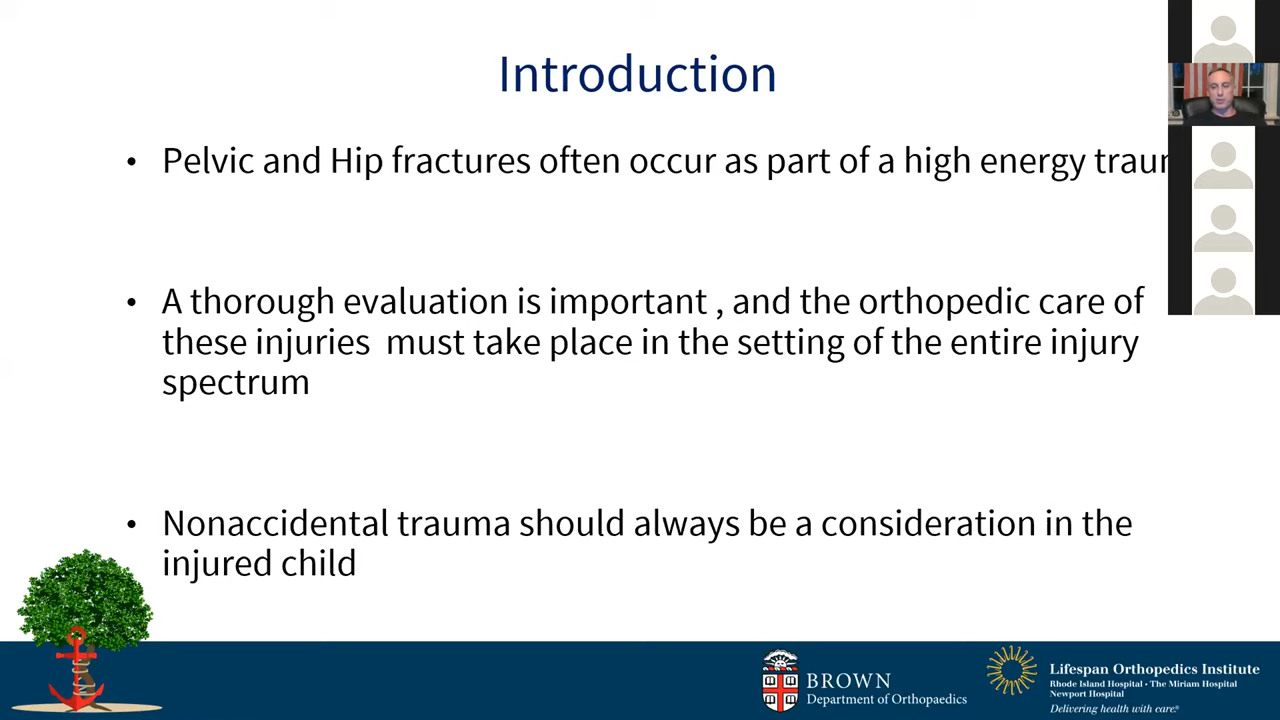 Introduction
• Pelvic and Hip fractures often occur as part of a high energy
• A thorough evaluation is important , and the orthopedic care of
these injuries must take place in the setting of the entire injury
spectrum
• Nonaccidental trauma should always be a consideration in the
injured child
BROWN
Department of Orthopaedics
Lifespan Orthopedics Institute
Rhode Island Hospital • The Miriam Hospital
Newport Hospital
Delivering health with care.®